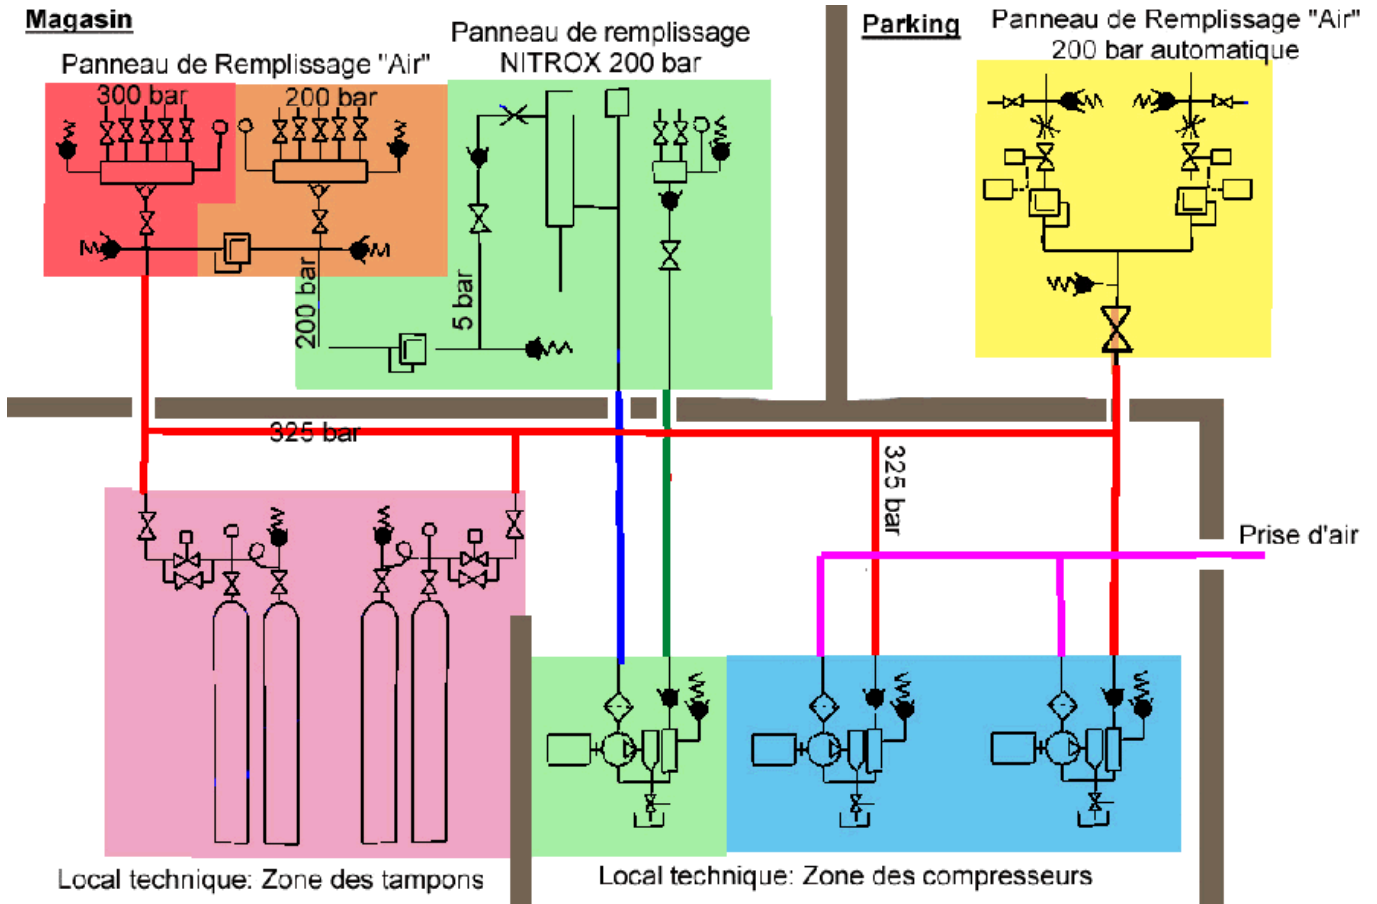 Magasin
Panneau de Remplissage "Air"
300 bar
200 bar
Panneau de remplissage
NITROX 200 bar
Parking
Panneau de Remplissage "Air"
200 bar automatique
200 bar
5 bar
325 bar
325 bar
Prise d'air
Local technique: Zone des tampons
Local technique: Zone des compresseurs